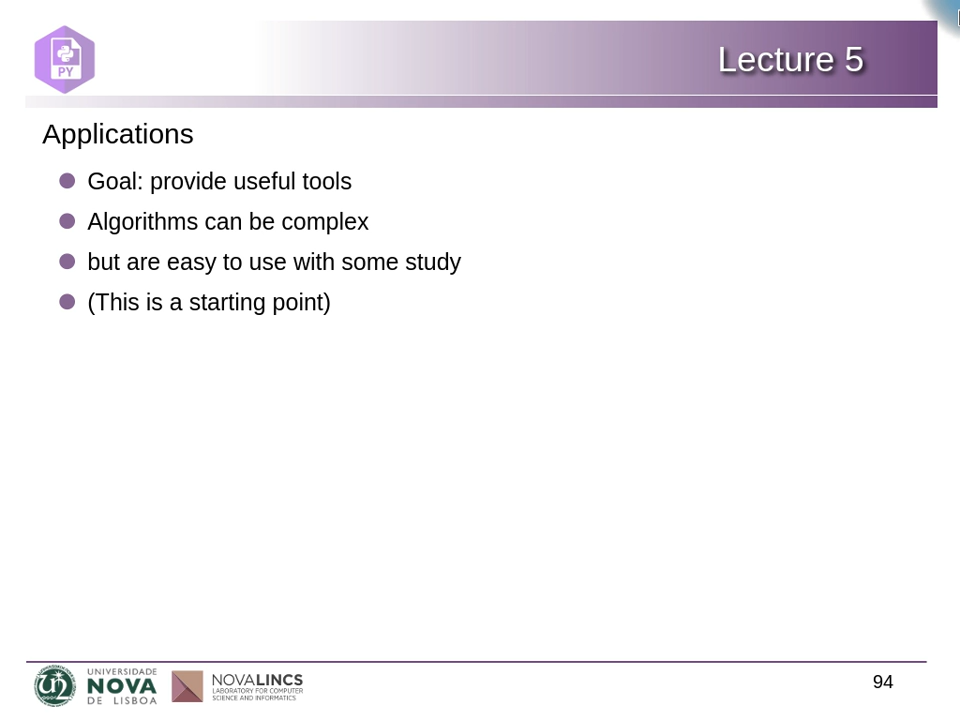 PY
Lecture 5
Applications
Goal: provide useful tools
Algorithms can be complex
but are easy to use with some study
(This is a starting point)
UNIVERSIDADE
NOVA
DE LISBOA
NOVALINCS
LABORATORY FOR COMPUTER
SCIENCE AND INFORMATICS
94